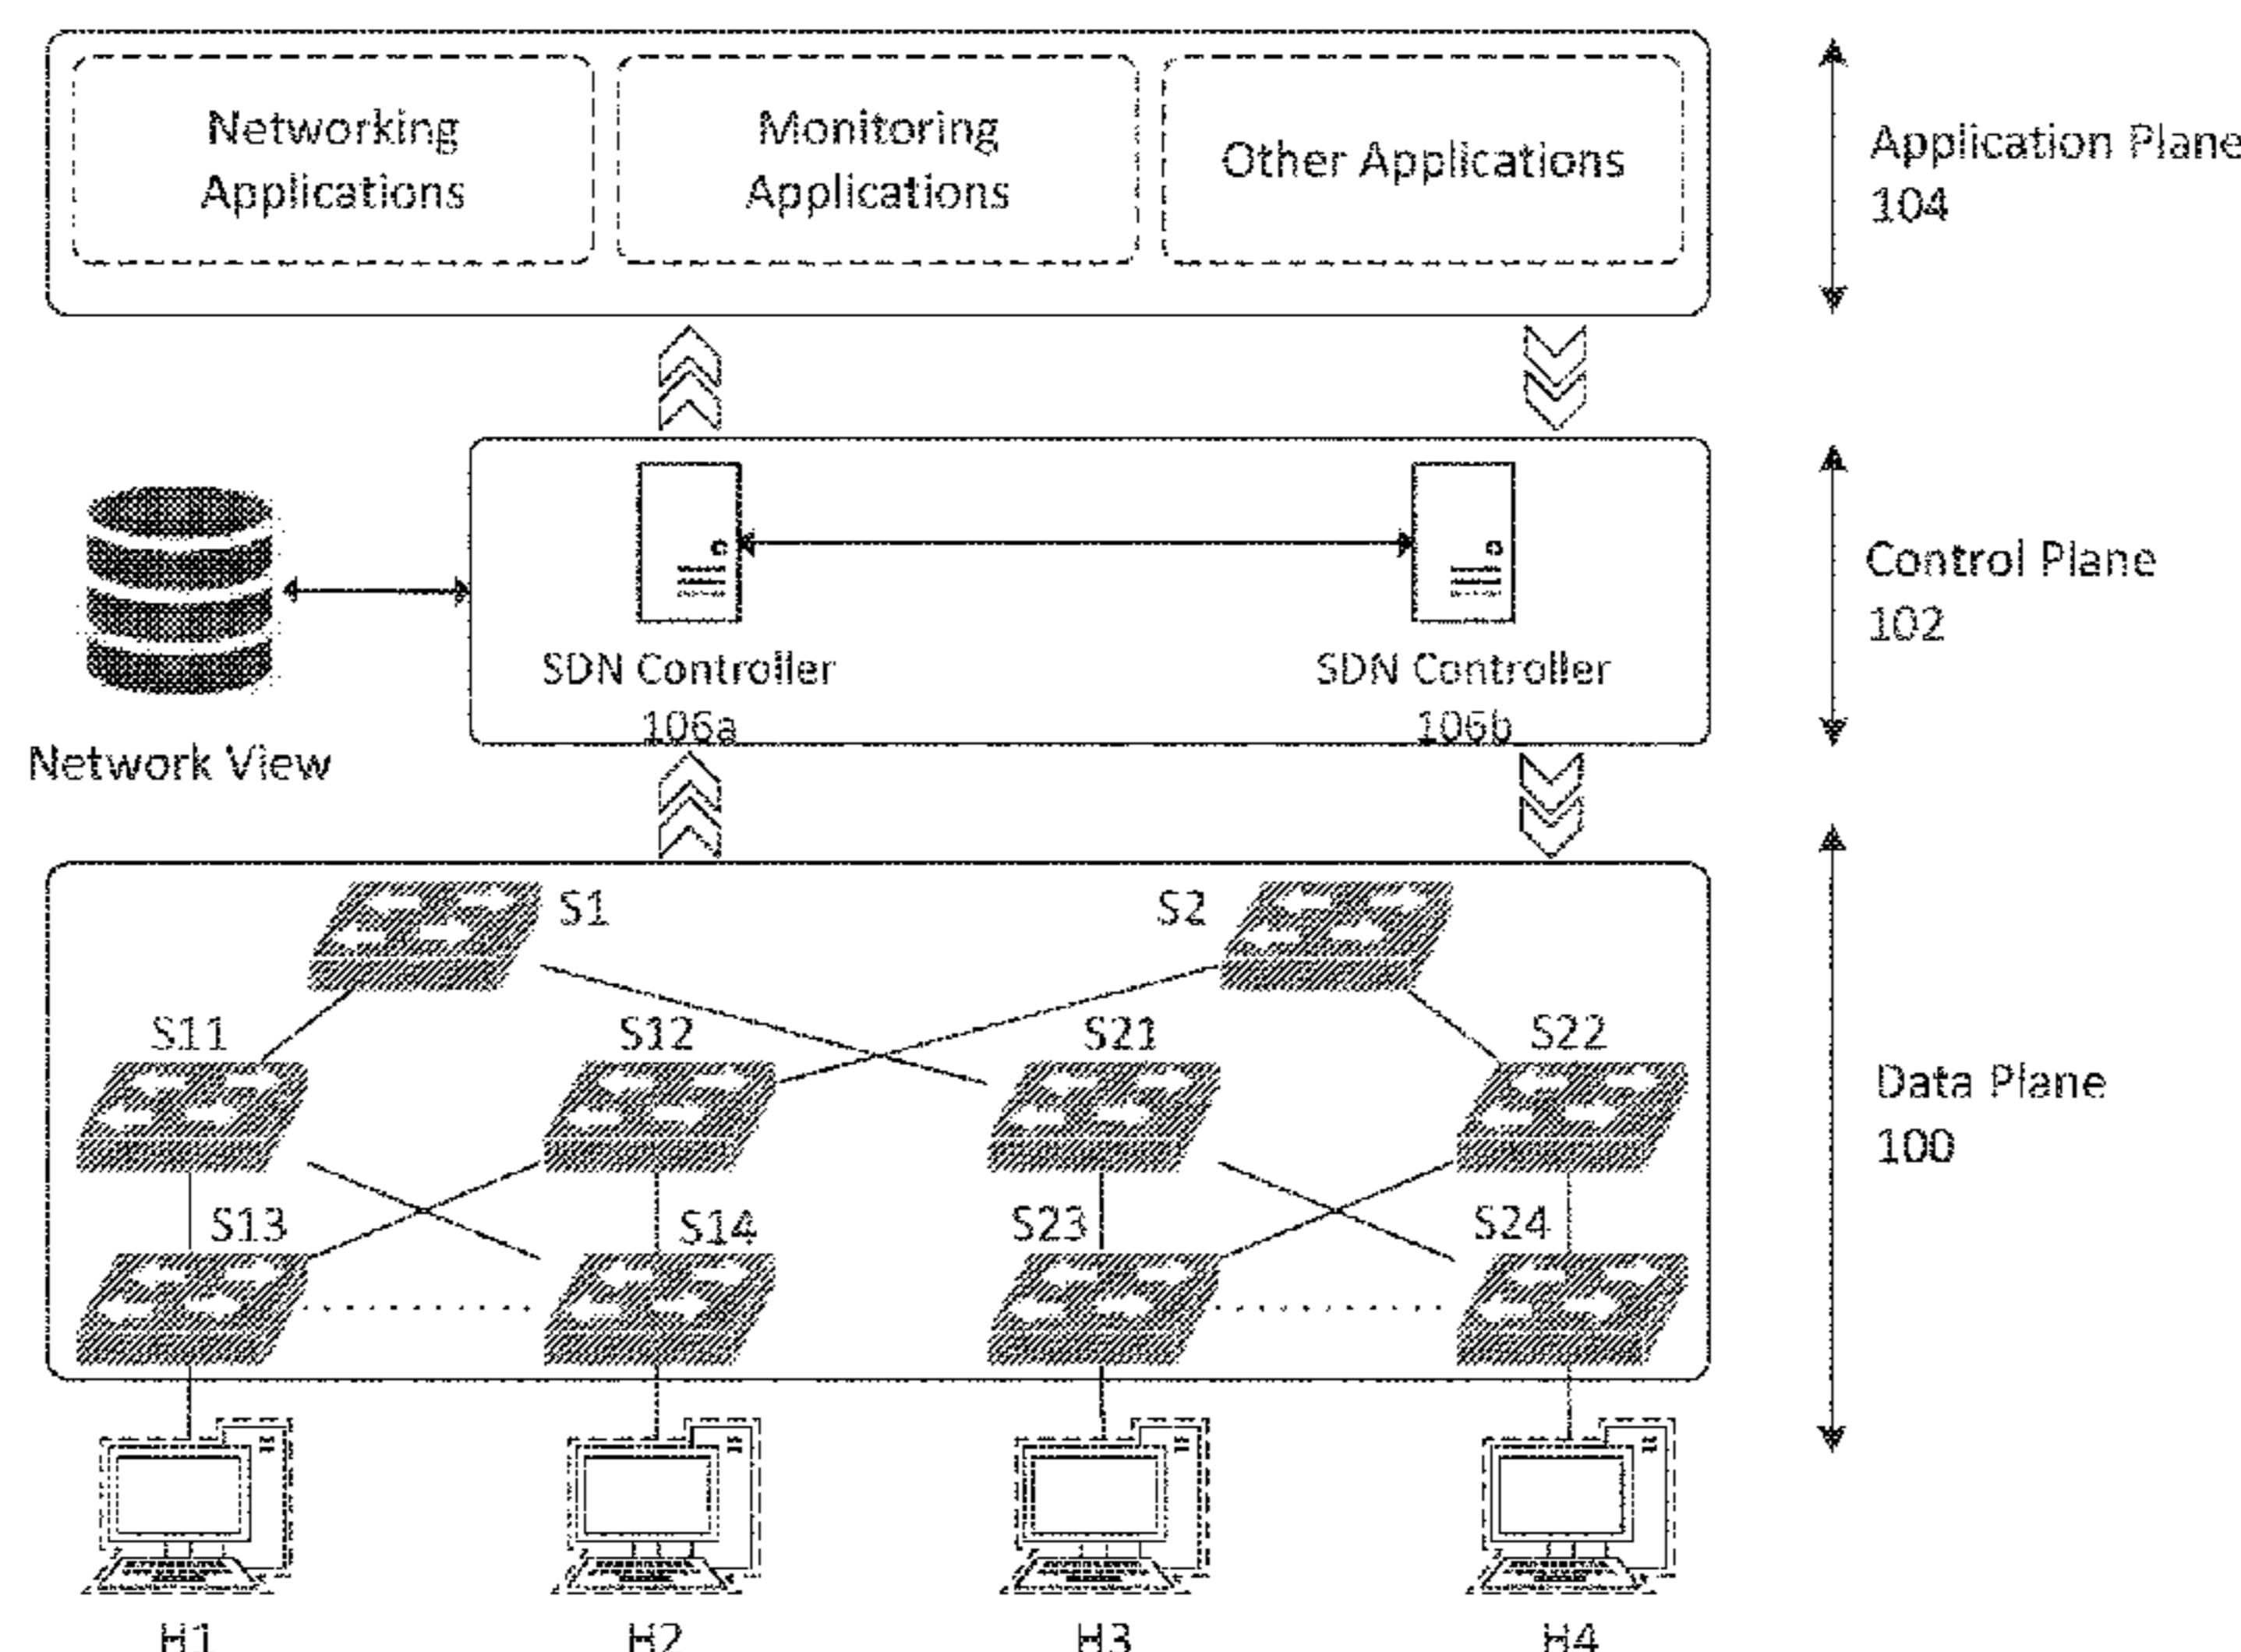 Networking
Applications
Monitoring
Applications
Other Applications
Application Plane
104
SDN Controller
106a
SDN Controller
106b
Control Plane
102
Network View
S1
S2
S11
S12
S21
S22
Data Plane
100
S13
S14
S23
S24
H1
H2
H3
H4